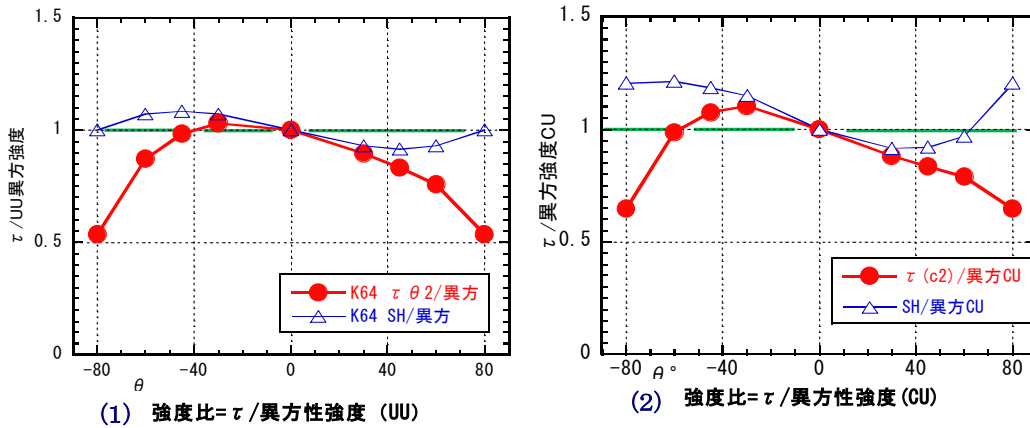 1.5
1
0.5
0
τ/UU異方強度
-80
-40
0
40
80
θ
K64 τθ2/異方
K64 SH/異方
(1) 強度比=τ/異方性強度 (UU)
1.5
1
0.5
0
τ/異方強度CU
-80
-40
0
40
80
θ°
τ(c2)/異方CU
SH/異方CU
(2) 強度比=τ/異方性強度(CU)